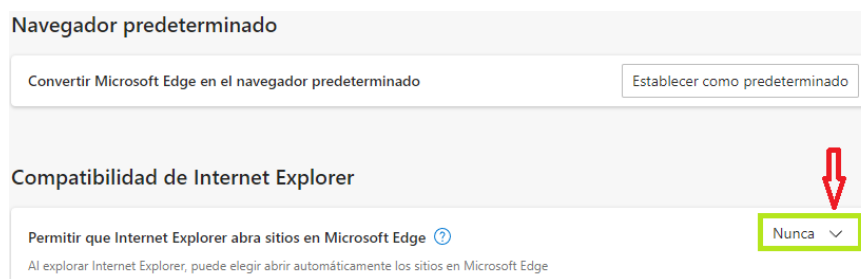 Navegador predeterminado
Convertir Microsoft Edge en el navegador predeterminado
Establecer como predeterminado
Compatibilidad de Internet Explorer
Permitir que Internet Explorer abra sitios en Microsoft Edge ?
Nunca
Al explorar Internet Explorer, puede elegir abrir automáticamente los sitios en Microsoft Edge